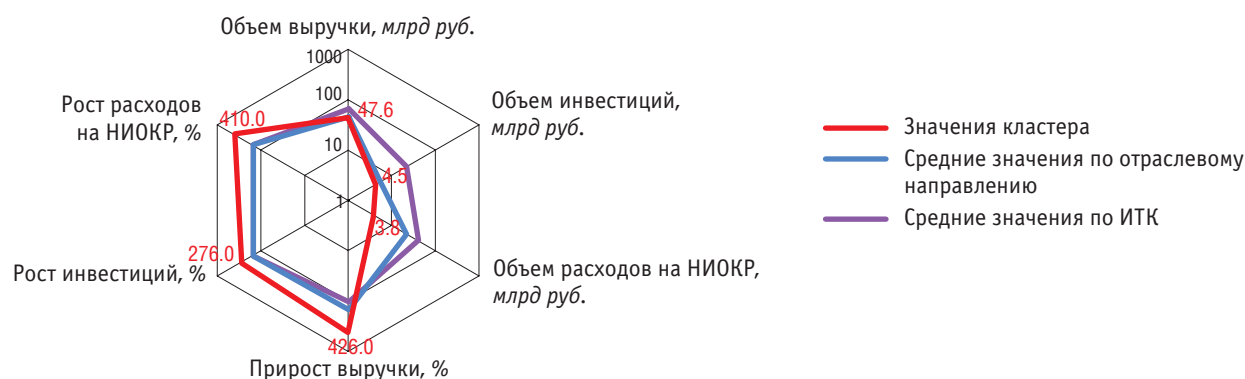 Объем выручки, млрд руб.
1000
Рост расходов
на НИОКР, %
410.0
100
47.6
Объем инвестиций,
млрд руб.
10
4.5
1
3.8
276.0
Рост инвестиций, %
Объем расходов на НИОКР,
млрд руб.
426.0
Прирост выручки, %
Значения кластера
Средние значения по отраслевому
направлению
Средние значения по ИТК